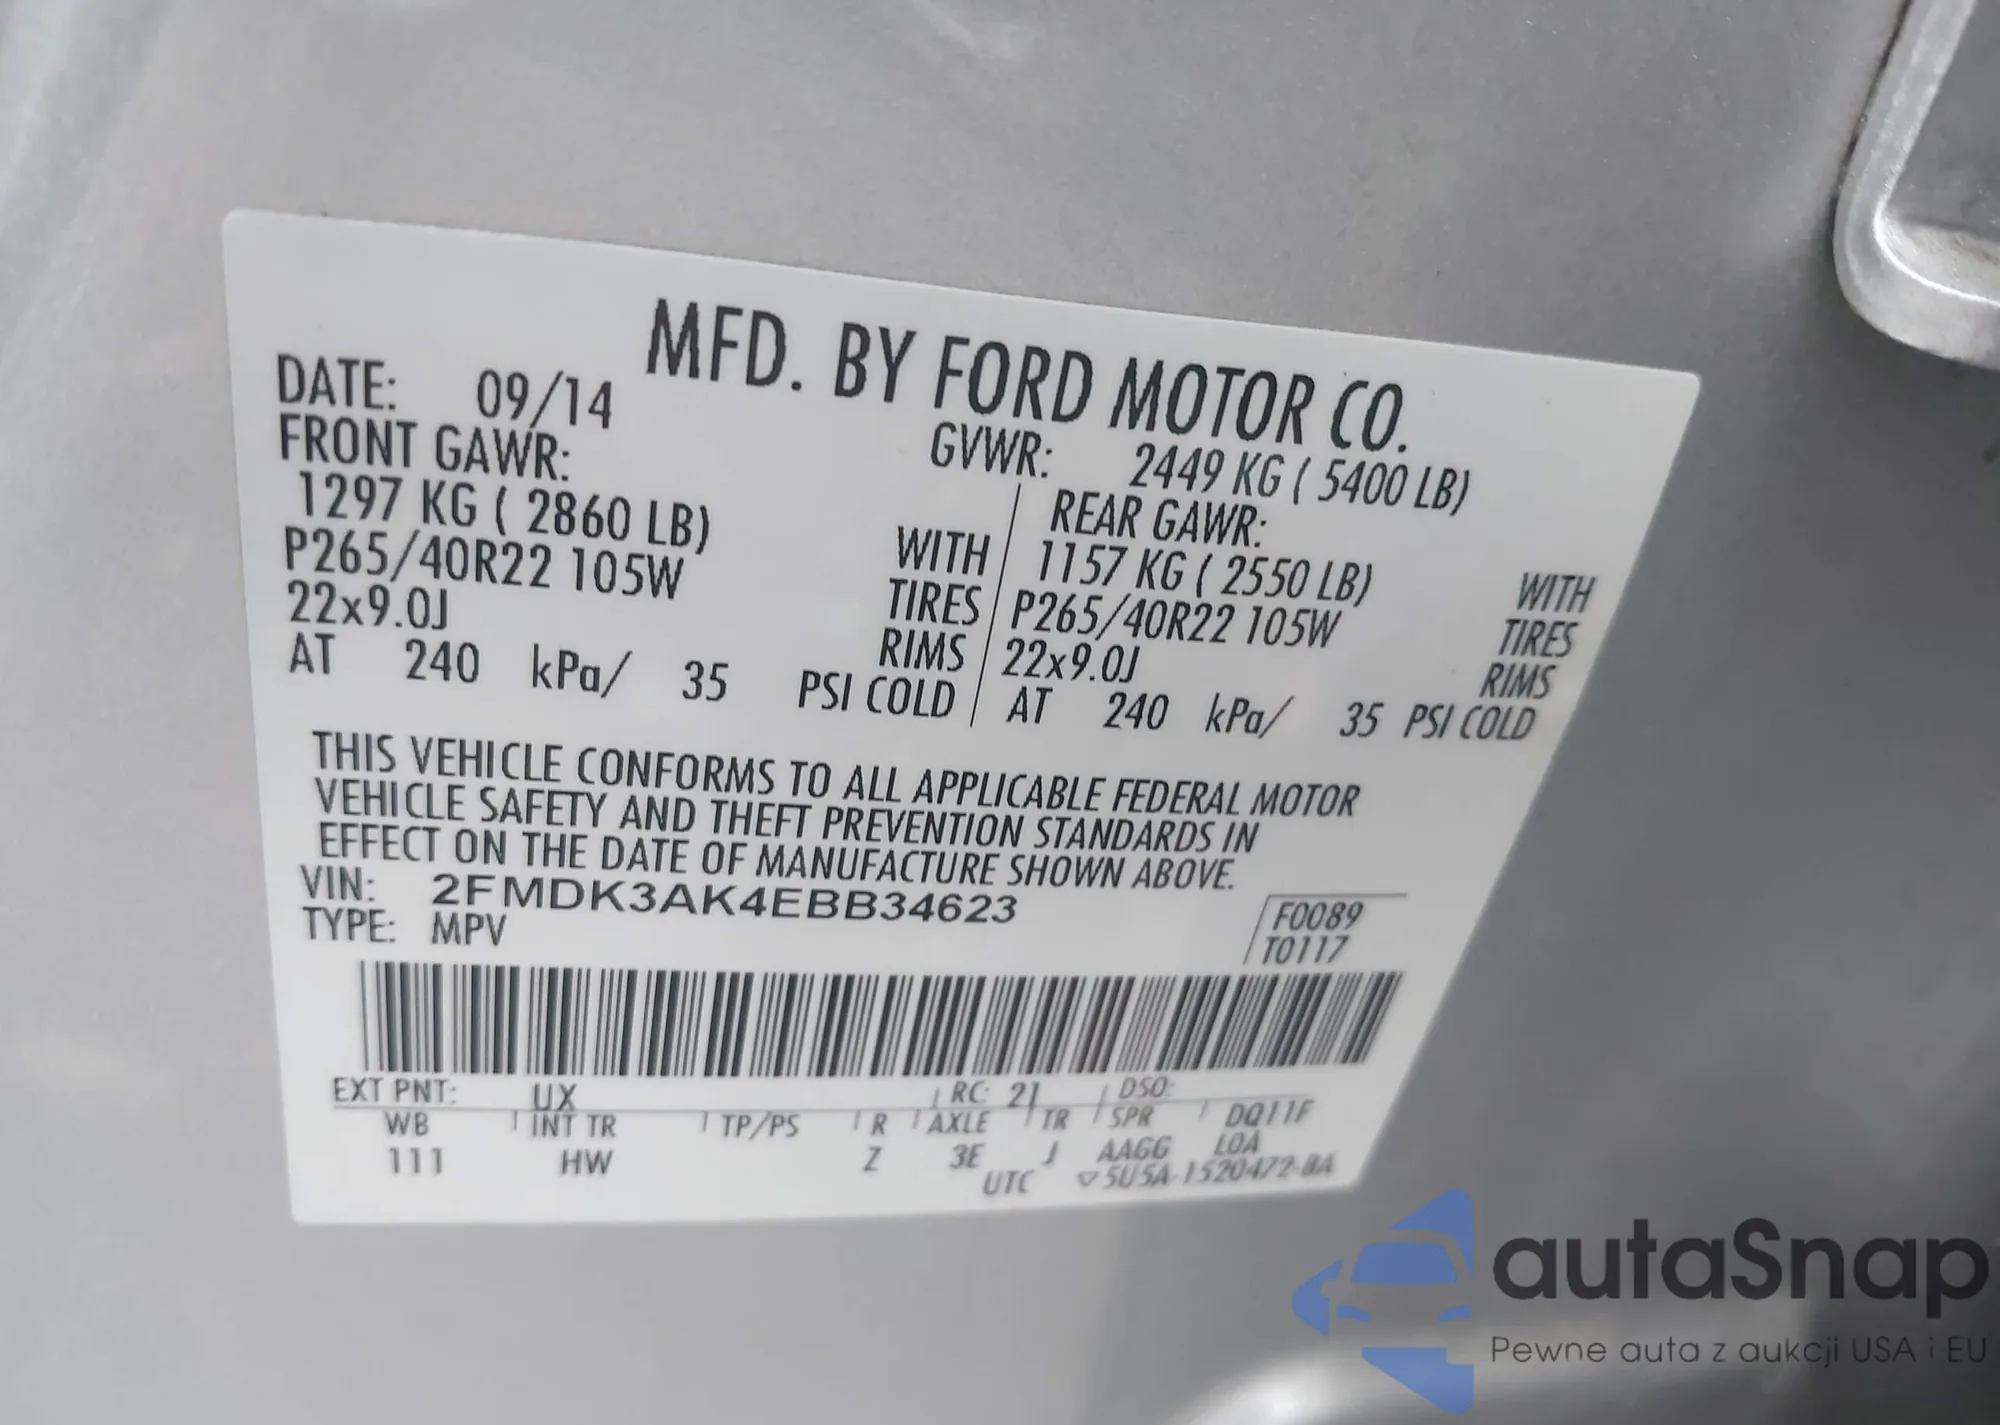 MFD. BY FORD MOTOR CO.
DATE: 09/14
GVWR: 2449 KG ( 5400 LB)
FRONT GAWR:
1297 KG ( 2860 LB) WITH
P265/40R22 105W TIRES
22x9.0J RIMS
AT 240 kPa/ 35 PSI COLD
REAR GAWR:
1157 KG ( 2550 LB) WITH
P265/40R22 105W TIRES
22x9.0J RIMS
AT 240 kPa/ 35 PSI COLD
THIS VEHICLE CONFORMS TO ALL APPLICABLE FEDERAL MOTOR
VEHICLE SAFETY AND THEFT PREVENTION STANDARDS IN
EFFECT ON THE DATE OF MANUFACTURE SHOWN ABOVE.
VIN: 2FMDK3AK4EBB34623
TYPE: MPV
F0089
T0117
EXT PNT: UX RC: 21 DSO:
WB INT TR TP/PS R AXLE TR SPR DQ11F
111 HW Z 3E J AAGG LOA
UTC ▽5U5A-1520472-BA
autaSnap
Pewne auta z aukcji USA i EU